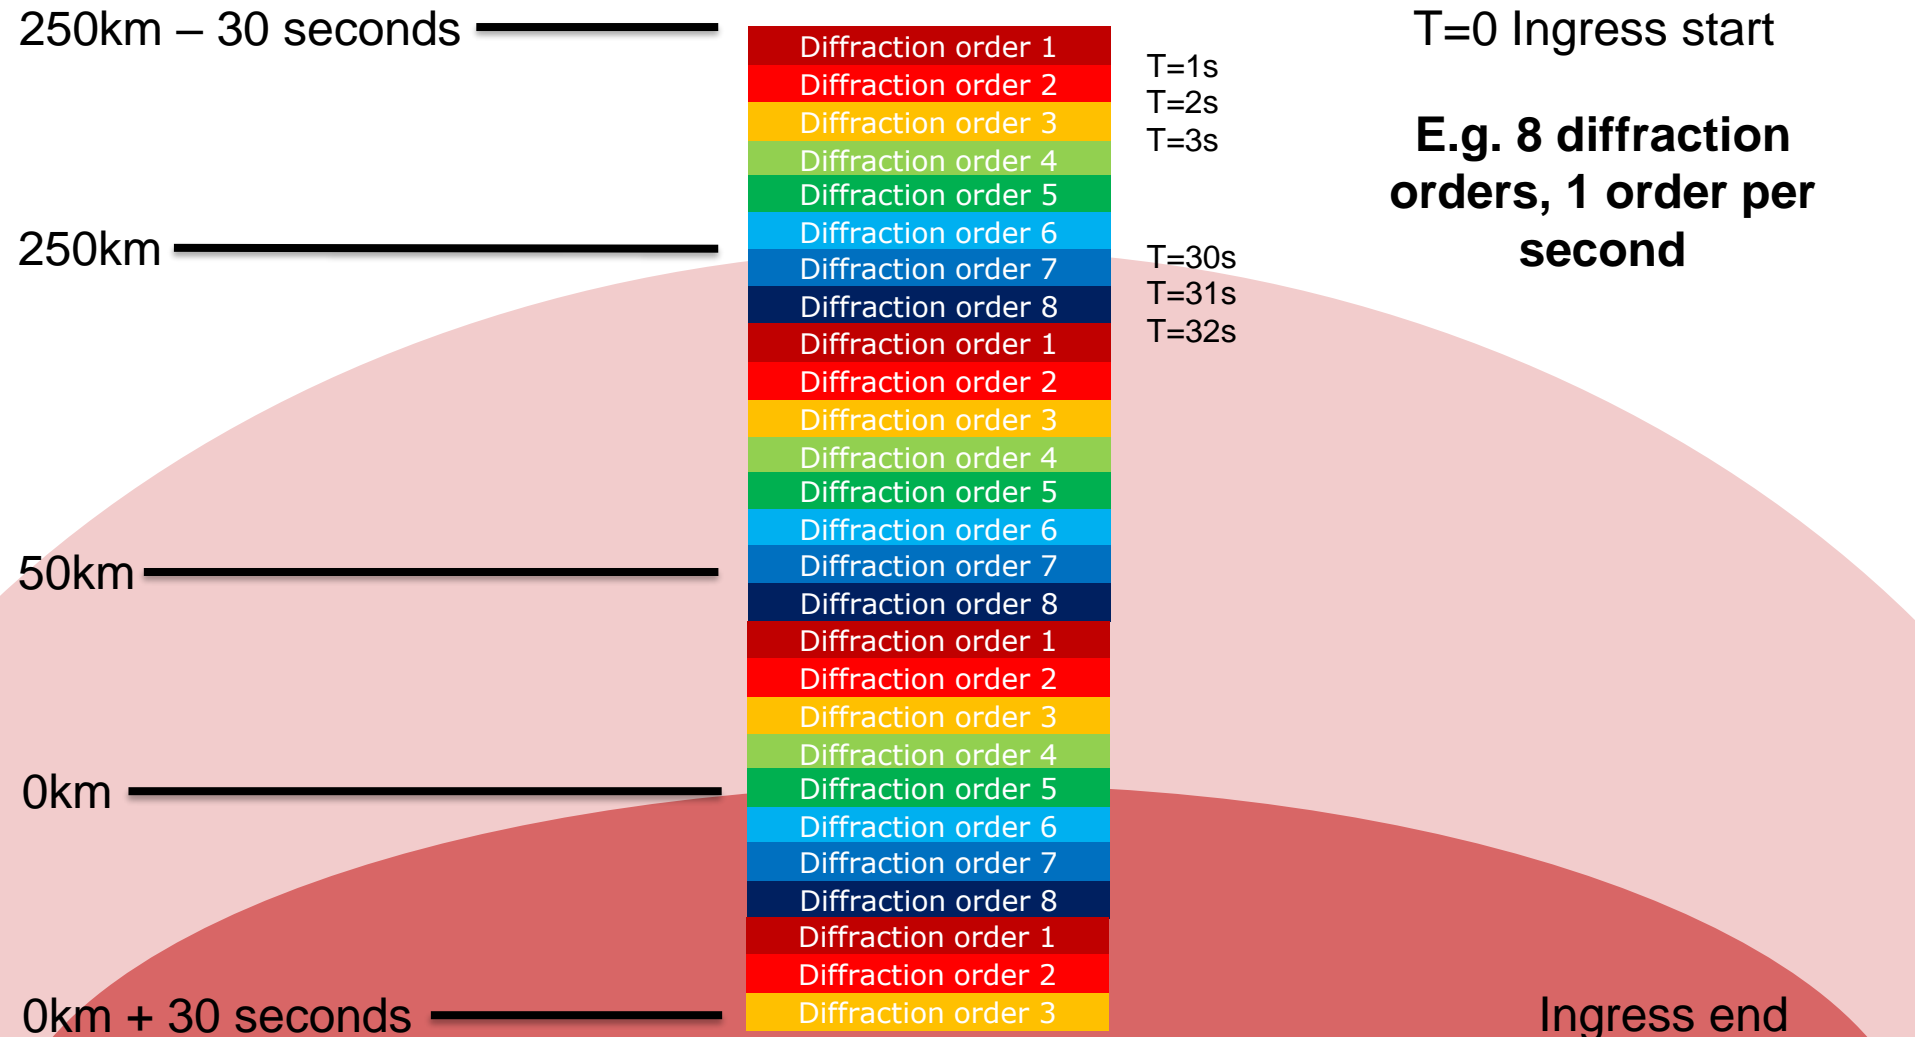 250km – 30 seconds
T=0 Ingress start
Diffraction order 1
T=1s
Diffraction order 2
T=2s
Diffraction order 3
T=3s
E.g. 8 diffraction
orders, 1 order per
second
Diffraction order 4
Diffraction order 5
Diffraction order 6
250km
T=30s
Diffraction order 7
T=31s
Diffraction order 8
T=32s
Diffraction order 1
Diffraction order 2
Diffraction order 3
Diffraction order 4
Diffraction order 5
Diffraction order 6
50km
Diffraction order 7
Diffraction order 8
Diffraction order 1
Diffraction order 2
Diffraction order 3
Diffraction order 4
0km
Diffraction order 5
Diffraction order 6
Diffraction order 7
Diffraction order 8
Diffraction order 1
Diffraction order 2
0km + 30 seconds
Diffraction order 3
Ingress end